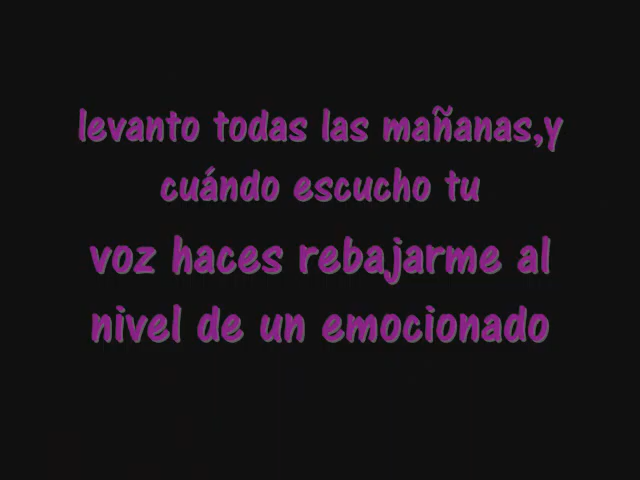 levanto todas las mañanas,y
cuándo escucho tu
voz haces rebajarme al
nivel de un emocionado